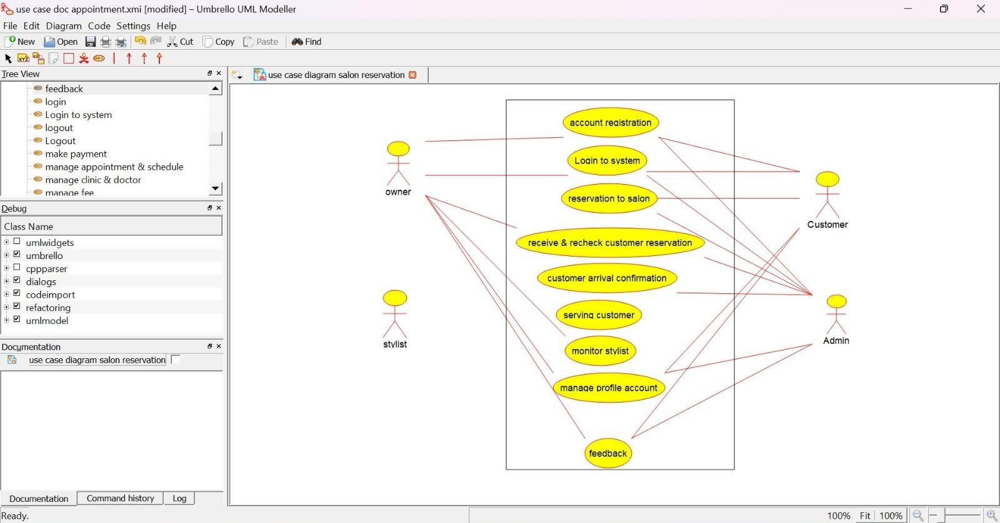 use case doc appointment.xmi [modified] – Umbrello UML Modeller
File Edit Diagram Code Settings Help
New Open Cut Copy Paste Find
XYZ XYZ ABC
Tree View
feedback
login
Login to system
logout
Logout
make payment
manage appointment & schedule
manage clinic & doctor
manage fee
Debug
Class Name
umlwidgets
umbrello
cppparser
dialogs
codeimport
refactoring
umlmodel
Documentation
use case diagram salon reservation
Documentation Command history Log
Ready.
use case diagram salon reservation
account registration
Login to system
reservation to salon
receive & recheck customer reservation
customer arrival confirmation
serving customer
monitor stylist
manage profile account
feedback
owner
stylist
Customer
Admin
100% Fit 100%